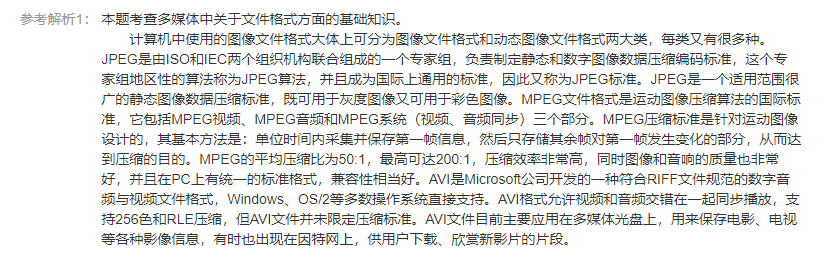 参考解析1： 本题考查多媒体中关于文件格式方面的基础知识。
计算机中使用的图像文件格式大体上可分为图像文件格式和动态图像文件格式两大类，每类又有很多种。
JPEG是由ISO和IEC两个组织机构联合组成的一个专家组，负责制定静态和数字图像数据压缩编码标准，这个专
家组地区性的算法称为JPEG算法，并且成为国际上通用的标准，因此又称为JPEG标准。JPEG是一个适用范围很
广的静态图像数据压缩标准，既可用于灰度图像又可用于彩色图像。MPEG文件格式是运动图像压缩算法的国际标
准，它包括MPEG视频、MPEG音频和MPEG系统（视频、音频同步）三个部分。MPEG压缩标准是针对运动图像
设计的，其基本方法是：单位时间内采集并保存第一帧信息，然后只存储其余帧对第一帧发生变化的部分，从而达
到压缩的目的。MPEG的平均压缩比为50:1，最高可达200:1，压缩效率非常高，同时图像和音响的质量也非常
好，并且在PC上有统一的标准格式，兼容性相当好。AVI是Microsoft公司开发的一种符合RIFF文件规范的数字音
频与视频文件格式，Windows、OS/2等多数操作系统直接支持。AVI格式允许视频和音频交错在一起同步播放，支
持256色和RLE压缩，但AVI文件并未限定压缩标准。AVI文件目前主要应用在多媒体光盘上，用来保存电影、电视
等各种影像信息，有时也出现在因特网上，供用户下载、欣赏新影片的片段。